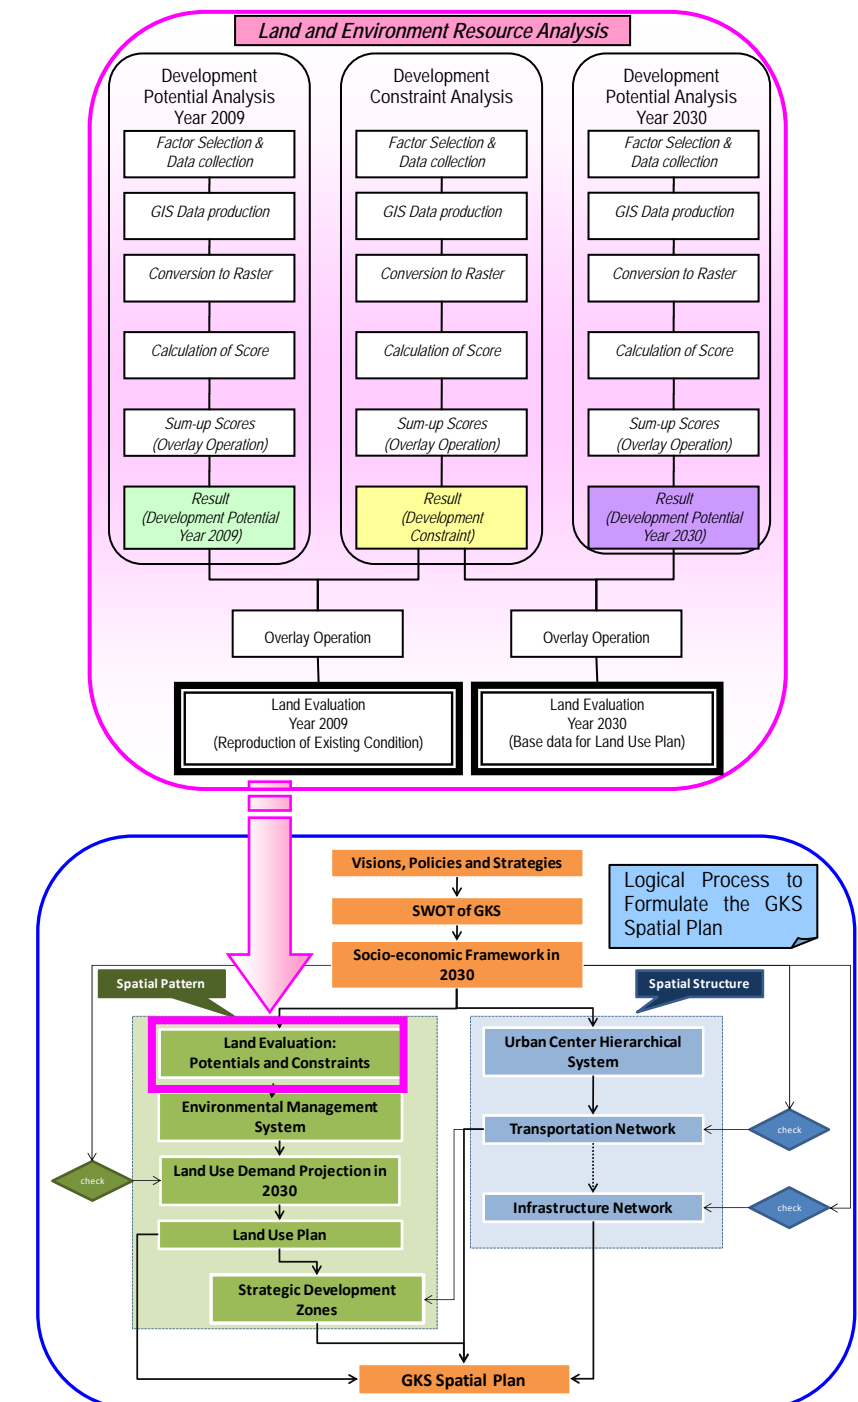 Land and Environment Resource Analysis
Development
Potential Analysis
Year 2009
Factor Selection &
Data collection
GIS Data production
Conversion to Raster
Calculation of Score
Sum-up Scores
(Overlay Operation)
Result
(Development Potential
Year 2009)
Development
Constraint Analysis
Factor Selection &
Data collection
GIS Data production
Conversion to Raster
Calculation of Score
Sum-up Scores
(Overlay Operation)
Result
(Development
Constraint)
Development
Potential Analysis
Year 2030
Factor Selection &
Data collection
GIS Data production
Conversion to Raster
Calculation of Score
Sum-up Scores
(Overlay Operation)
Result
(Development Potential
Year 2030)
Overlay Operation
Overlay Operation
Land Evaluation
Year 2009
(Reproduction of Existing Condition)
Land Evaluation
Year 2030
(Base data for Land Use Plan)
Logical Process to
Formulate the GKS
Spatial Plan
Visions, Policies and Strategies
SWOT of GKS
Socio-economic Framework in
2030
Spatial Pattern
Land Evaluation:
Potentials and Constraints
Environmental Management
System
check
Land Use Demand Projection in
2030
Land Use Plan
Strategic Development
Zones
Spatial Structure
Urban Center Hierarchical
System
Transportation Network
check
Infrastructure Network
check
GKS Spatial Plan